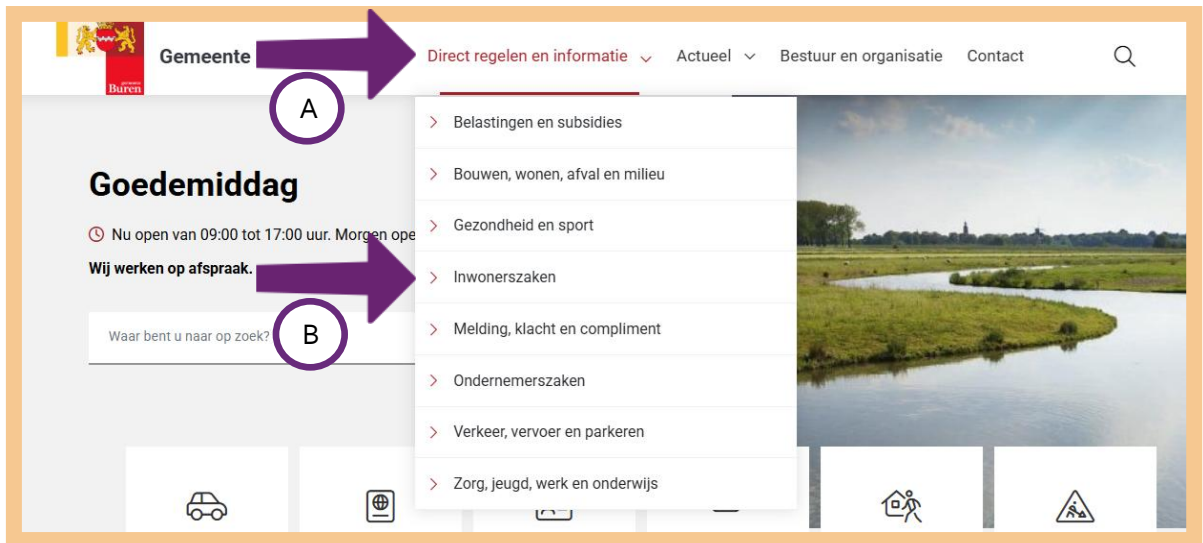 gemeente
Buren
Gemeente
Direct regelen en informatie
Actueel
Bestuur en organisatie
Contact
A
Belastingen en subsidies
Bouwen, wonen, afval en milieu
Gezondheid en sport
Inwonerszaken
Melding, klacht en compliment
Ondernemerszaken
Verkeer, vervoer en parkeren
Zorg, jeugd, werk en onderwijs
Goedemiddag
Nu open van 09:00 tot 17:00 uur. Morgen ope
Wij werken op afspraak.
Waar bent u naar op zoek?
B